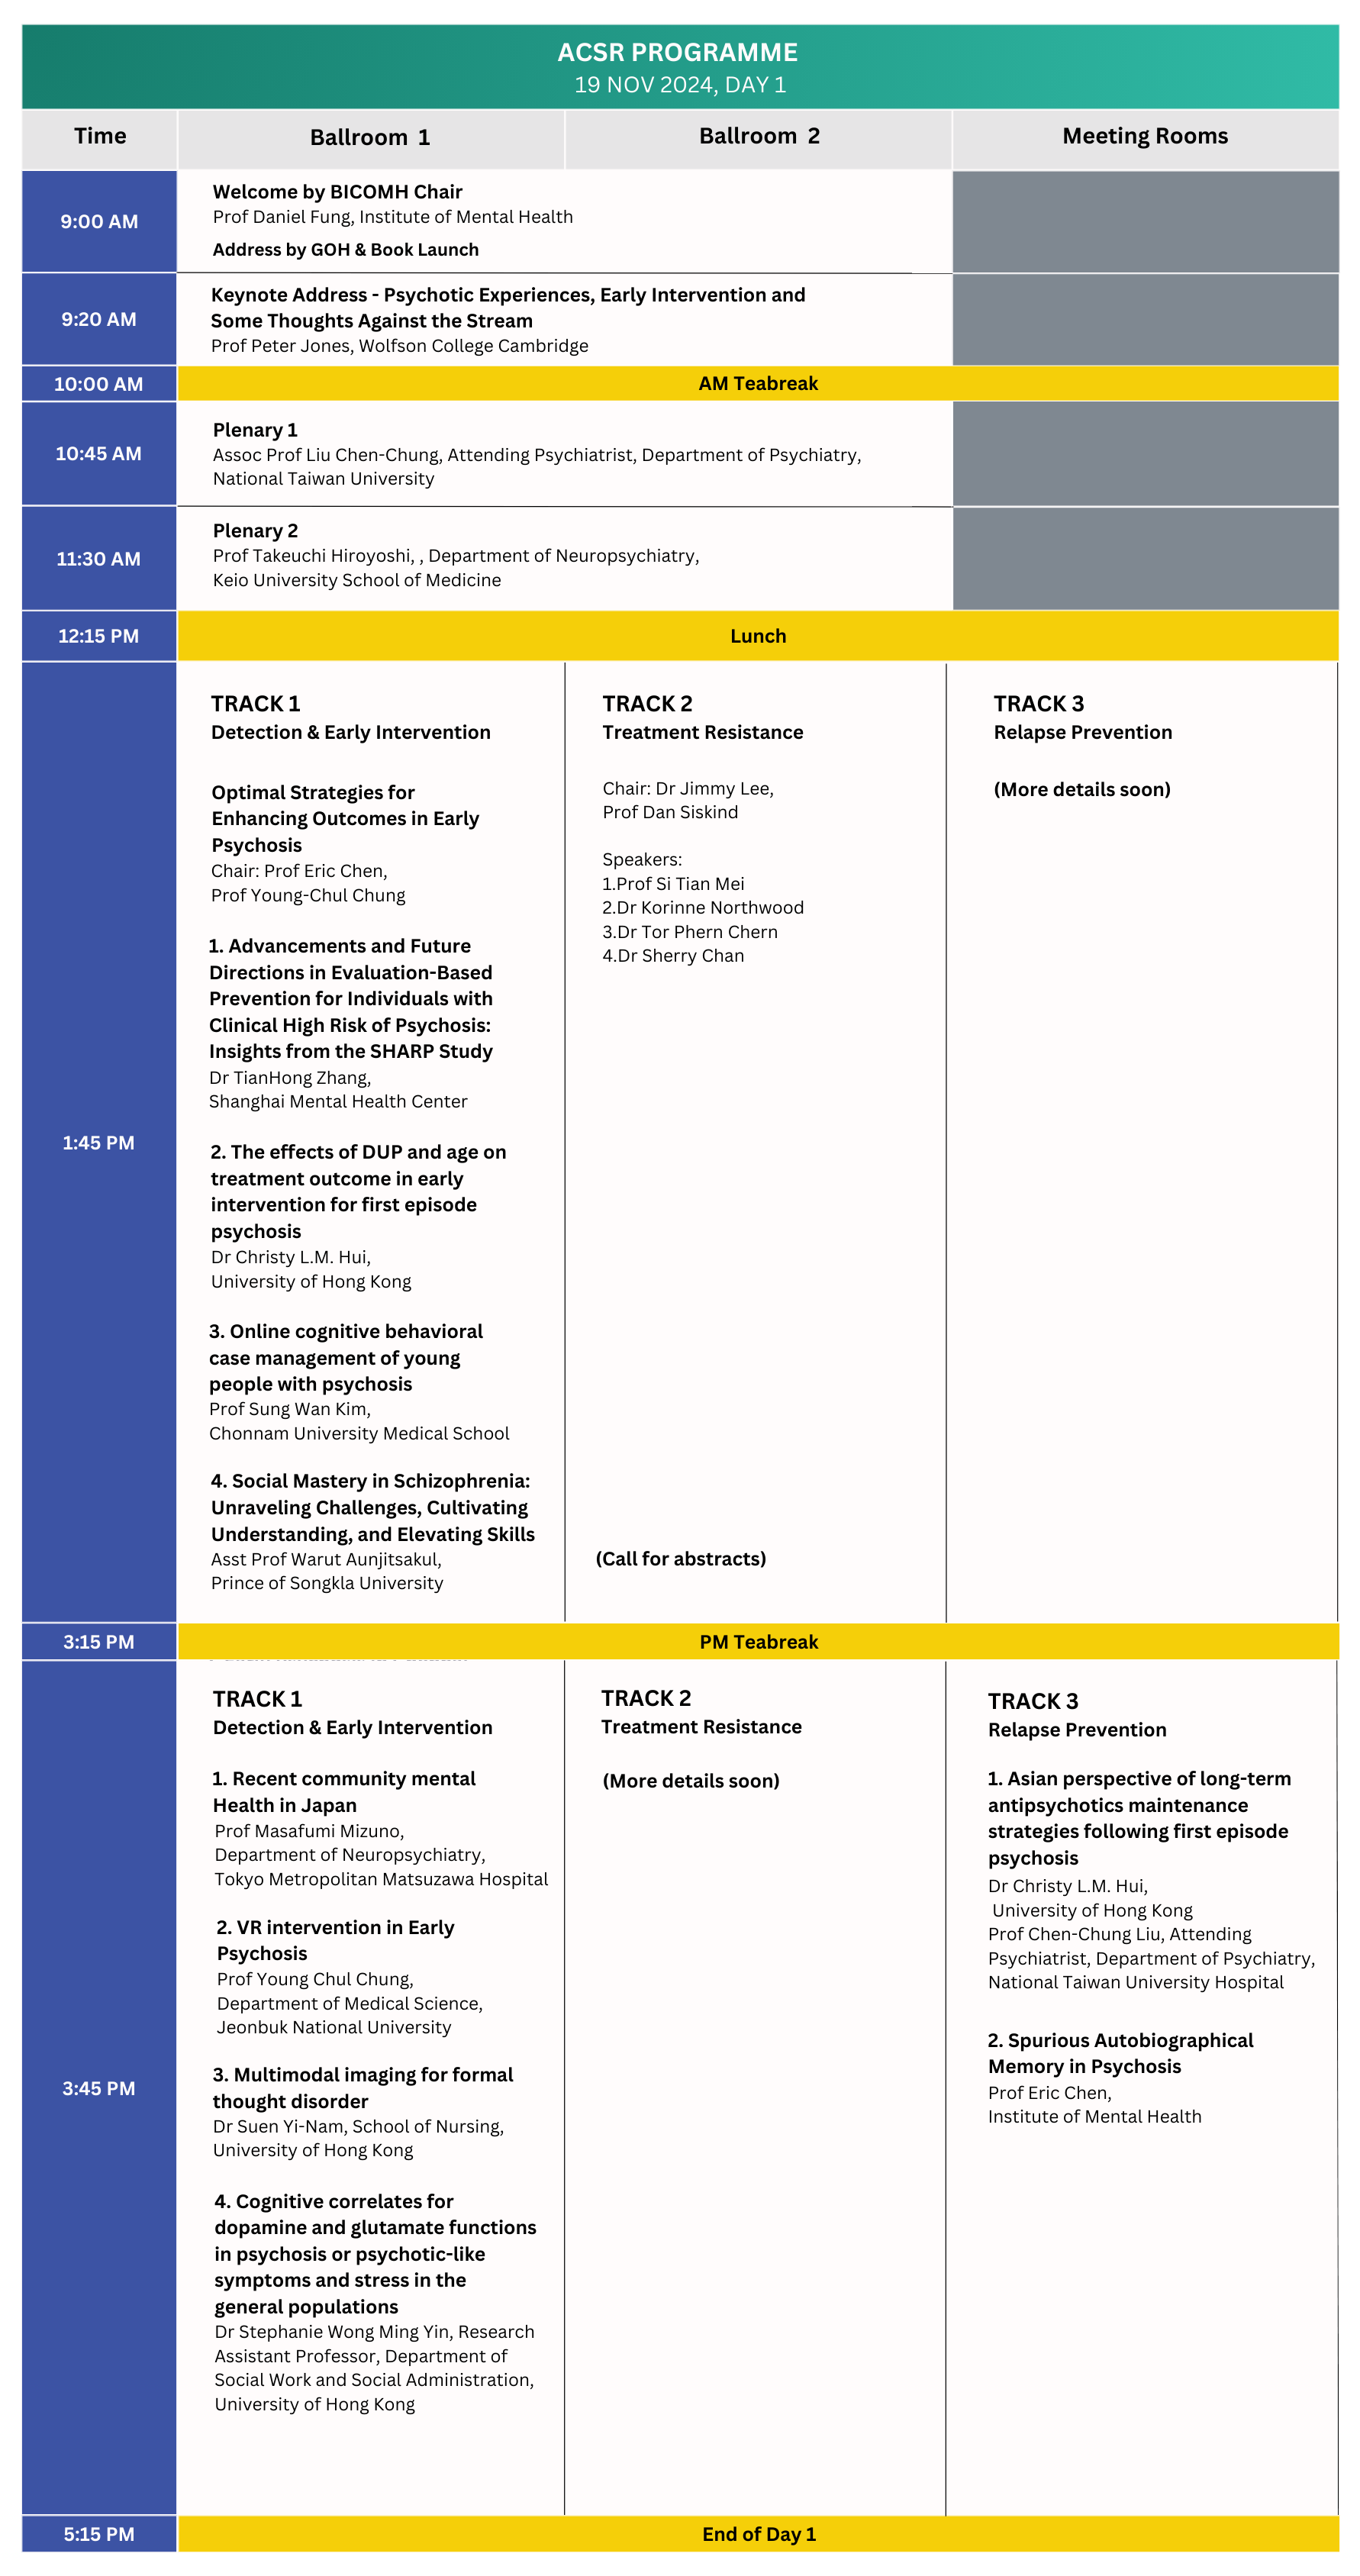 ACSR PROGRAMME
19 NOV 2024, DAY 1
Time
Ballroom 1
Ballroom 2
Meeting Rooms
9:00 AM
Welcome by BICOMH Chair
Prof Daniel Fung, Institute of Mental Health
Address by GOH & Book Launch
9:20 AM
Keynote Address - Psychotic Experiences, Early Intervention and
Some Thoughts Against the Stream
Prof Peter Jones, Wolfson College Cambridge
10:00 AM
AM Teabreak
10:45 AM
Plenary 1
Assoc Prof Liu Chen-Chung, Attending Psychiatrist, Department of Psychiatry,
National Taiwan University
11:30 AM
Plenary 2
Prof Takeuchi Hiroyoshi, , Department of Neuropsychiatry,
Keio University School of Medicine
12:15 PM
Lunch
1:45 PM
TRACK 1
Detection & Early Intervention
Optimal Strategies for
Enhancing Outcomes in Early
Psychosis
Chair: Prof Eric Chen,
Prof Young-Chul Chung
1. Advancements and Future
Directions in Evaluation-Based
Prevention for Individuals with
Clinical High Risk of Psychosis:
Insights from the SHARP Study
Dr TianHong Zhang,
Shanghai Mental Health Center
2. The effects of DUP and age on
treatment outcome in early
intervention for first episode
psychosis
Dr Christy L.M. Hui,
University of Hong Kong
3. Online cognitive behavioral
case management of young
people with psychosis
Prof Sung Wan Kim,
Chonnam University Medical School
4. Social Mastery in Schizophrenia:
Unraveling Challenges, Cultivating
Understanding, and Elevating Skills
Asst Prof Warut Aunjitsakul,
Prince of Songkla University
TRACK 2
Treatment Resistance
Chair: Dr Jimmy Lee,
Prof Dan Siskind
Speakers:
1.Prof Si Tian Mei
2.Dr Korinne Northwood
3.Dr Tor Phern Chern
4.Dr Sherry Chan
(Call for abstracts)
TRACK 3
Relapse Prevention
(More details soon)
3:15 PM
PM Teabreak
3:45 PM
TRACK 1
Detection & Early Intervention
1. Recent community mental
Health in Japan
Prof Masafumi Mizuno,
Department of Neuropsychiatry,
Tokyo Metropolitan Matsuzawa Hospital
2. VR intervention in Early
Psychosis
Prof Young Chul Chung,
Department of Medical Science,
Jeonbuk National University
3. Multimodal imaging for formal
thought disorder
Dr Suen Yi-Nam, School of Nursing,
University of Hong Kong
4. Cognitive correlates for
dopamine and glutamate functions
in psychosis or psychotic-like
symptoms and stress in the
general populations
Dr Stephanie Wong Ming Yin, Research
Assistant Professor, Department of
Social Work and Social Administration,
University of Hong Kong
TRACK 2
Treatment Resistance
(More details soon)
TRACK 3
Relapse Prevention
1. Asian perspective of long-term
antipsychotics maintenance
strategies following first episode
psychosis
Dr Christy L.M. Hui,
University of Hong Kong
Prof Chen-Chung Liu, Attending
Psychiatrist, Department of Psychiatry,
National Taiwan University Hospital
2. Spurious Autobiographical
Memory in Psychosis
Prof Eric Chen,
Institute of Mental Health
5:15 PM
End of Day 1